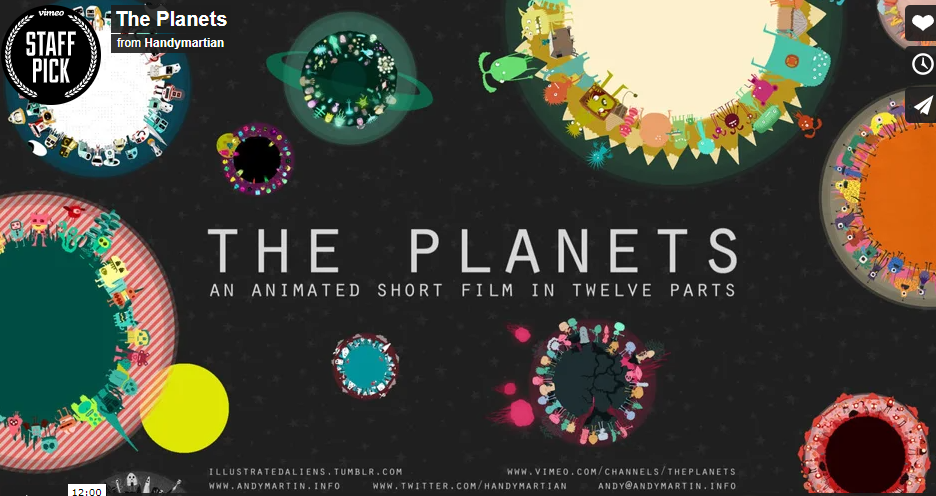 vimeo
STAFF
PICK
The Planets
from Handymartian
THE PLANETS
AN ANIMATED SHORT FILM IN TWELVE PARTS
ILLUSTRATEDALIENS.TUMBLR.COM
WWW.VIMEO.COM/CHANNELS/THEPLANETS
WWW.ANDYMARTIN.INFO
WWW.TWITTER.COM/HANDYMARTIAN
ANDY@ANDYMARTIN.INFO
12:00